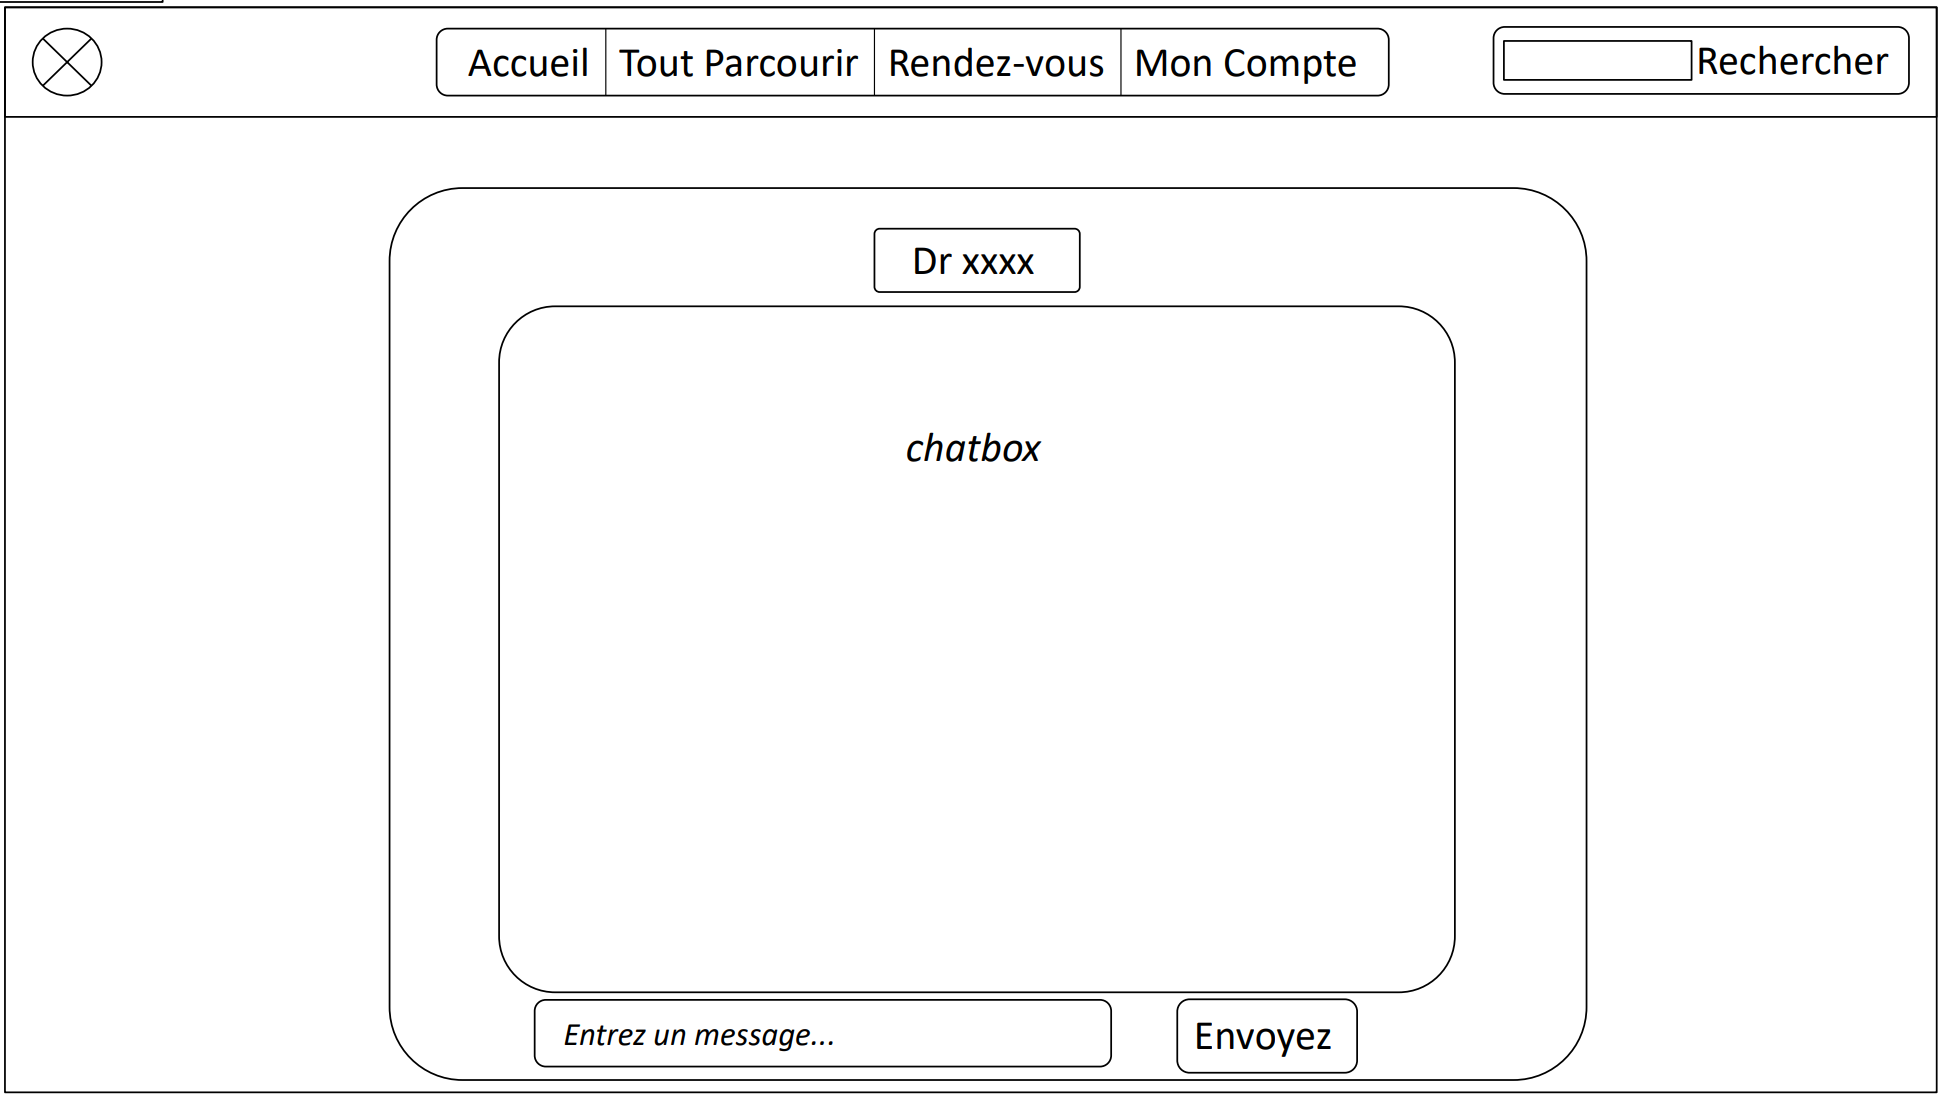 Accueil Tout Parcourir Rendez-vous Mon Compte Rechercher
Dr xxxx
chatbox
Entrez un message... Envoyez